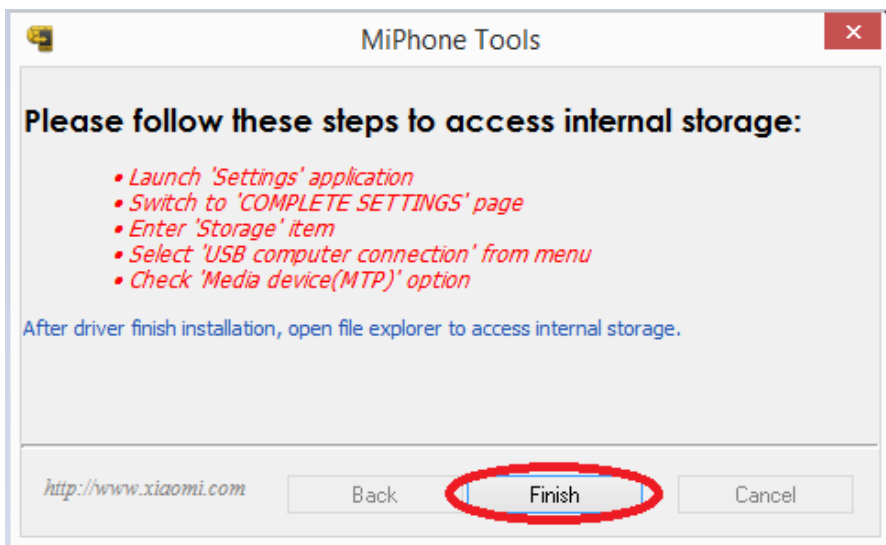 MiPhone Tools
Please follow these steps to access internal storage:
• Launch 'Settings' application
• Switch to 'COMPLETE SETTINGS' page
• Enter 'Storage' item
• Select 'USB computer connection' from menu
• Check 'Media device(MTP)' option
After driver finish installation, open file explorer to access internal storage.
http://www.xiaomi.com Back Finish Cancel